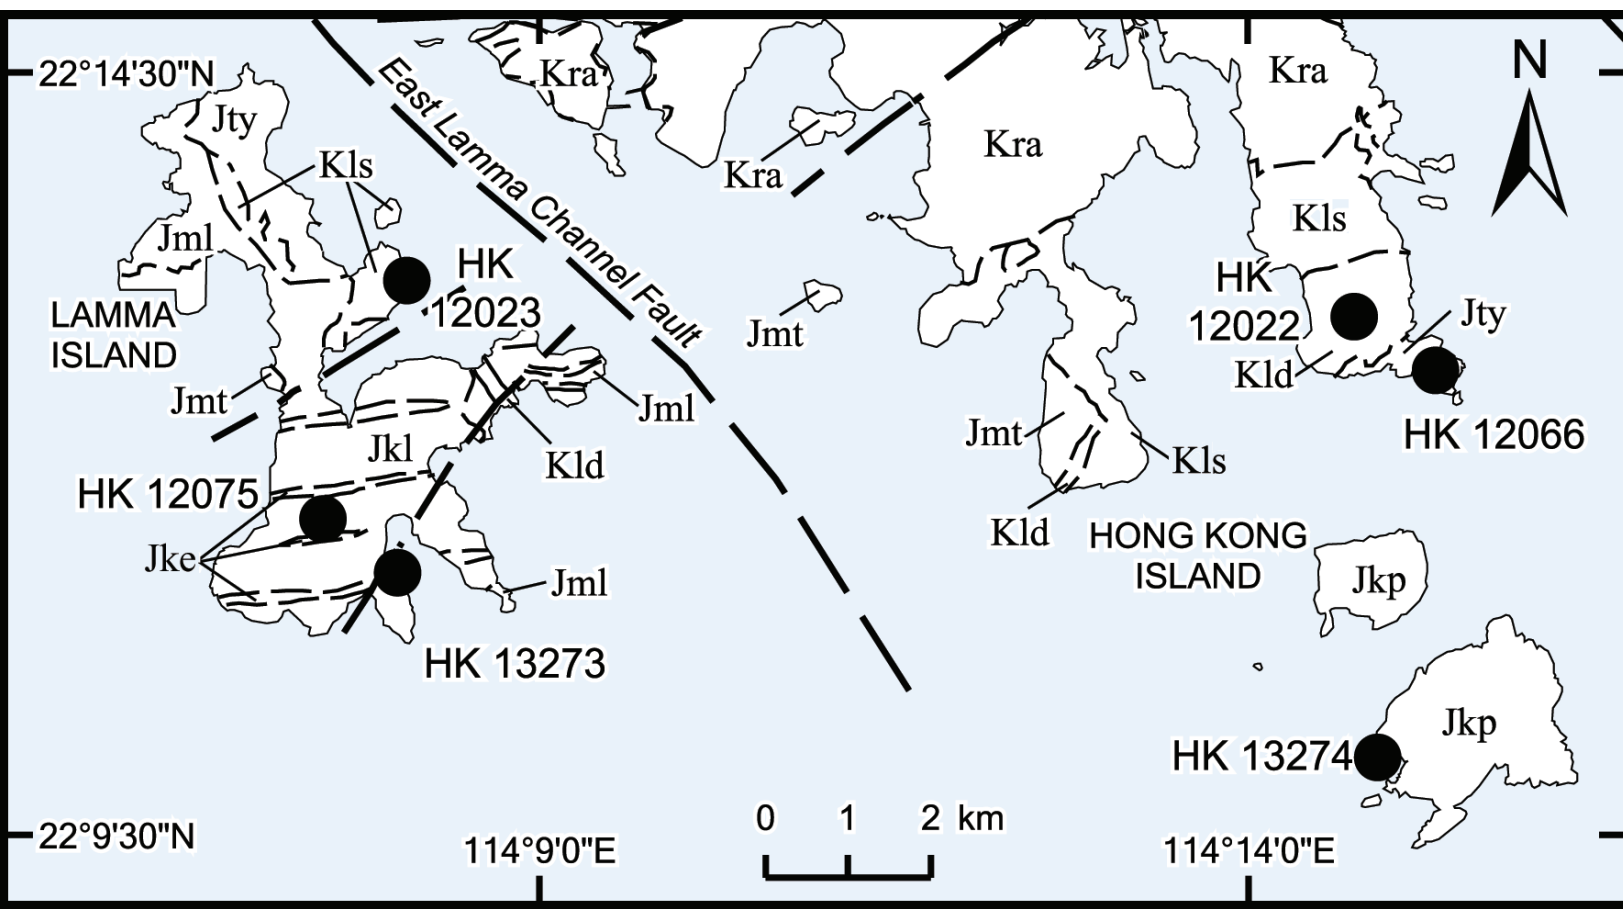 22°14'30"N
Jty
Kls
Jml
LAMMA
ISLAND
Jmt
HK
12023
East Lamma Channel Fault
Kra
Kra
Kra
Kra
N
Kls
HK
12022
Jty
Kld
HK 12066
Jmt
Jml
Jkl
Kld
HK 12075
Jke
Jml
HK 13273
Jmt
Kls
Kld
HONG KONG
ISLAND
Jkp
Jkp
HK 13274
0 1 2 km
22°9'30"N
114°9'0"E
114°14'0"E